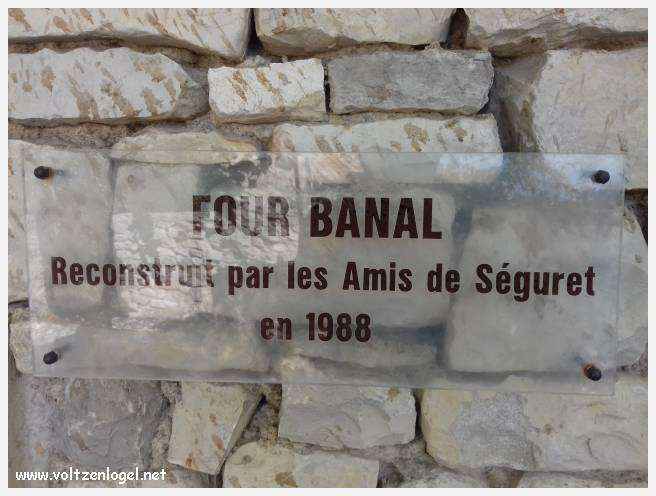 FOUR BANAL
Reconstruit par les Amis de Séguret
en 1988
www.voltzenlogel.net